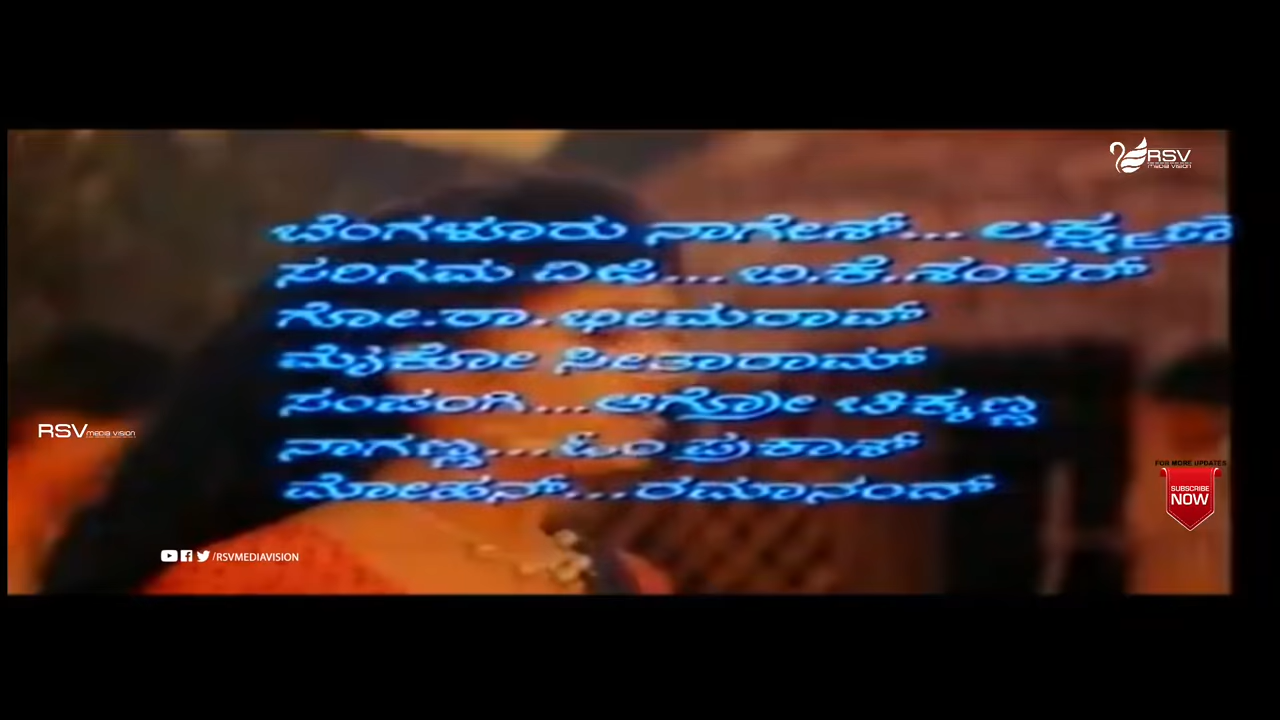 RSV
MEDIA VISION
ಬೆಂಗಳೂರು ನಾಗೇಶ್... ಲಕ್ಷ್ಮಣ್
ಸರಿಗಮ ವಿಜಿ.... ಬಿ.ಕೆ..ಶಂಕರ್
ಗೋ.ರಾ. ಭೀಮರಾವ್
ಮೈಕೋ ಸೀತಾರಾಮ್
ಸಂಪಂಗಿ.... ಆಗ್ರೋ ಚಿಕ್ಕಣ್ಣ
RSV MEDIA VISION
ನಾಗಣ್ಣ.... ಓಂ ಪ್ರಕಾಶ್
FOR MORE UPDATES
SUBSCRIBE
NOW
ಮೋಹನ್... ರಮಾನಂದ್
/RSVMEDIAVISION